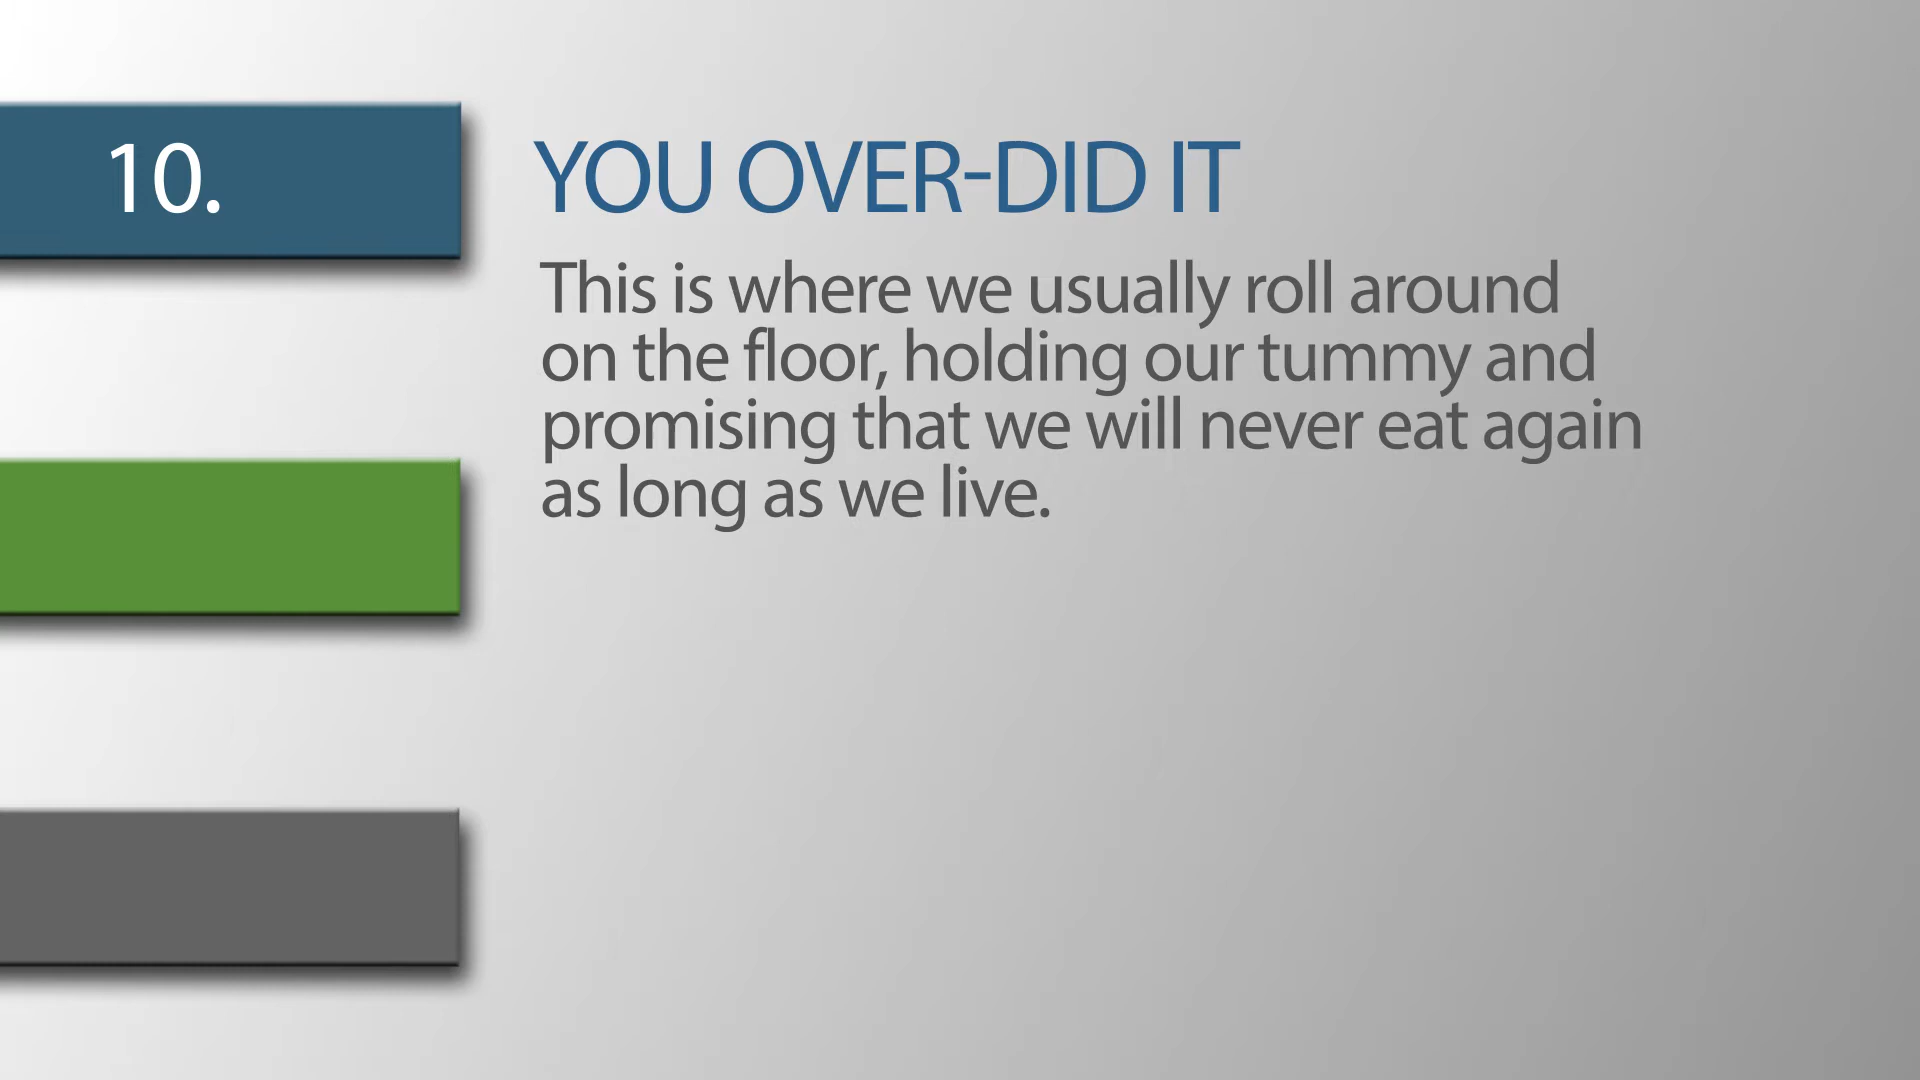 10.
YOU OVER-DID IT
This is where we usually roll around
on the floor, holding our tummy and
promising that we will never eat again
as long as we live.